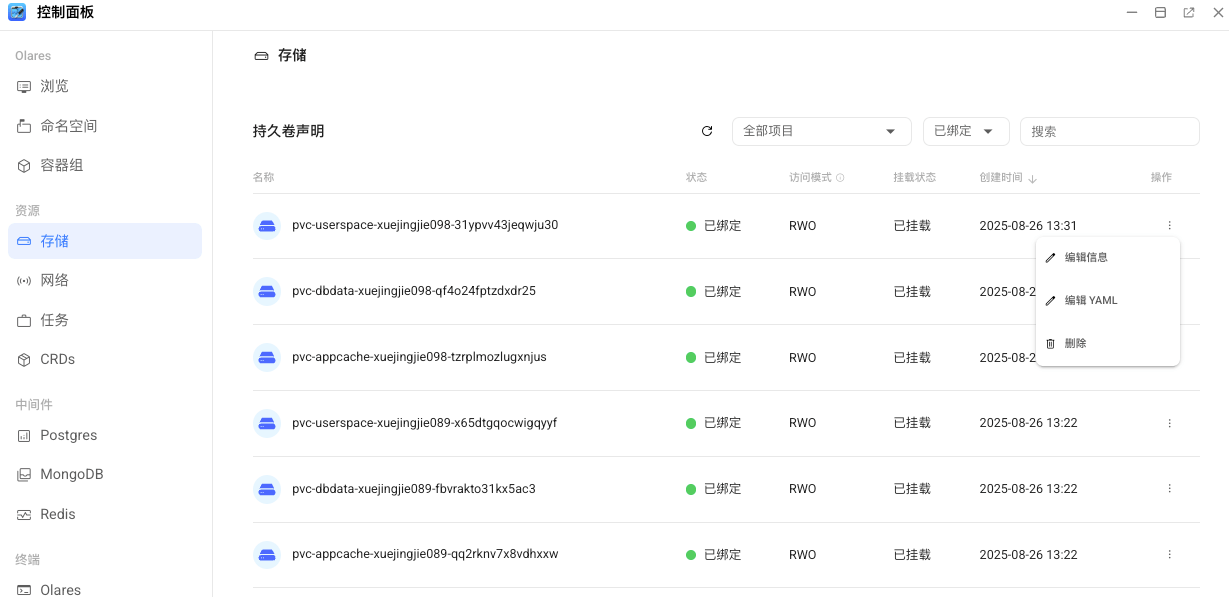 控制面板
Olares
浏览
命名空间
容器组
资源
存储
网络
任务
CRDs
中间件
Postgres
MongoDB
Redis
终端
Olares
存储
持久卷声明 全部项目 已绑定 搜索
名称 状态 访问模式 挂载状态 创建时间 操作
pvc-userspace-xuejingjie098-31ypvv43jeqwju30 已绑定 RWO 已挂载 2025-08-26 13:31
pvc-dbdata-xuejingjie098-qf4o24fptzdxdr25 已绑定 RWO 已挂载 2025-08-2
pvc-appcache-xuejingjie098-tzrplmozlugxnjus 已绑定 RWO 已挂载 2025-08-2
pvc-userspace-xuejingjie089-x65dtgqocwigqyyf 已绑定 RWO 已挂载 2025-08-26 13:22
pvc-dbdata-xuejingjie089-fbvrakto31kx5ac3 已绑定 RWO 已挂载 2025-08-26 13:22
pvc-appcache-xuejingjie089-qq2rknv7x8vdhxxw 已绑定 RWO 已挂载 2025-08-26 13:22
编辑信息
编辑 YAML
删除